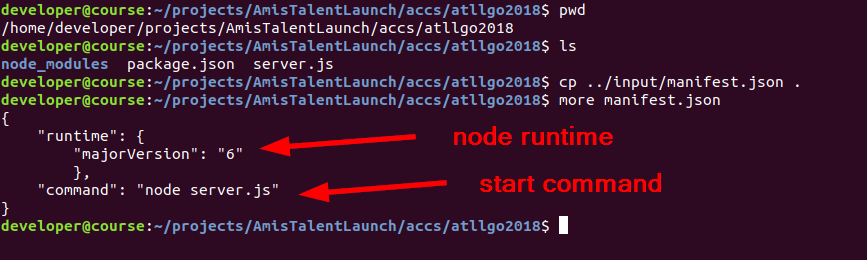 developer@course:~/projects/AmisTalentLaunch/accs/atllgo2018$ pwd
/home/developer/projects/AmisTalentLaunch/accs/atllgo2018
developer@course:~/projects/AmisTalentLaunch/accs/atllgo2018$ ls
node_modules  package.json  server.js
developer@course:~/projects/AmisTalentLaunch/accs/atllgo2018$ cp ../input/manifest.json .
developer@course:~/projects/AmisTalentLaunch/accs/atllgo2018$ more manifest.json
{
    "runtime": {
node runtime
        "majorVersion": "6"
        },
start command
    "command": "node server.js"
}
developer@course:~/projects/AmisTalentLaunch/accs/atllgo2018$